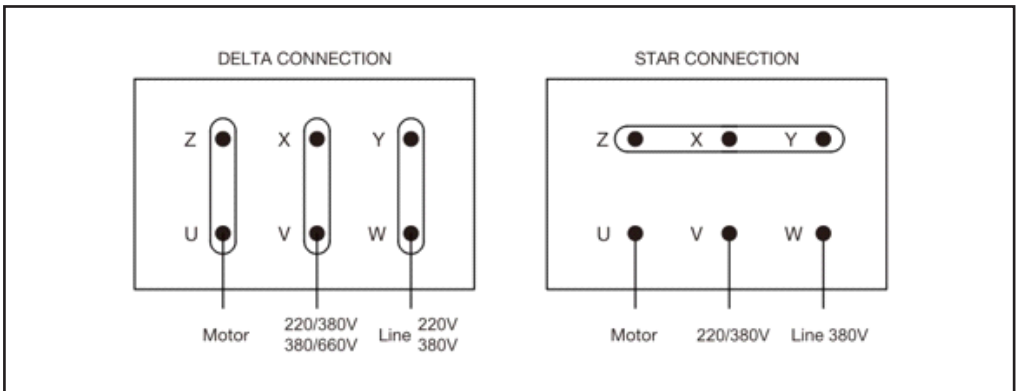 DELTA CONNECTION
Z X Y
U V W
Motor 220/380V 380/660V Line 220V 380V
STAR CONNECTION
Z X Y
U V W
Motor 220/380V Line 380V